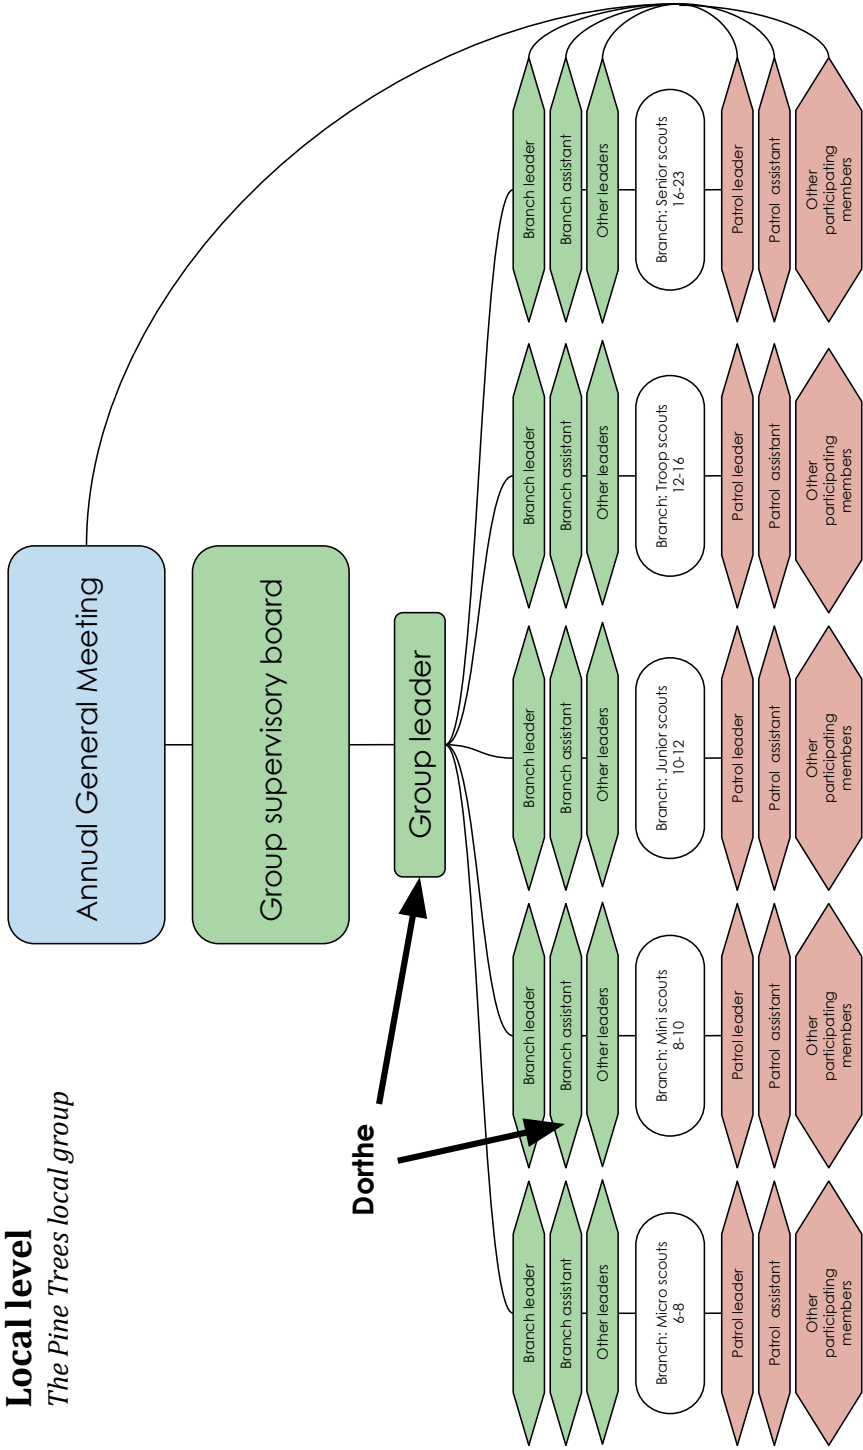 Local level
The Pine Trees local group
Annual General Meeting
Group supervisory board
Group leader
Dorthe
Branch leader
Branch assistant
Other leaders
Branch: Micro scouts
6-8
Patrol leader
Patrol assistant
Other
participating
members
Branch leader
Branch assistant
Other leaders
Branch: Mini scouts
8-10
Patrol leader
Patrol assistant
Other
participating
members
Branch leader
Branch assistant
Other leaders
Branch: Junior scouts
10-12
Patrol leader
Patrol assistant
Other
participating
members
Branch leader
Branch assistant
Other leaders
Branch: Troop scouts
12-16
Patrol leader
Patrol assistant
Other
participating
members
Branch leader
Branch assistant
Other leaders
Branch: Senior scouts
16-23
Patrol leader
Patrol assistant
Other
participating
members